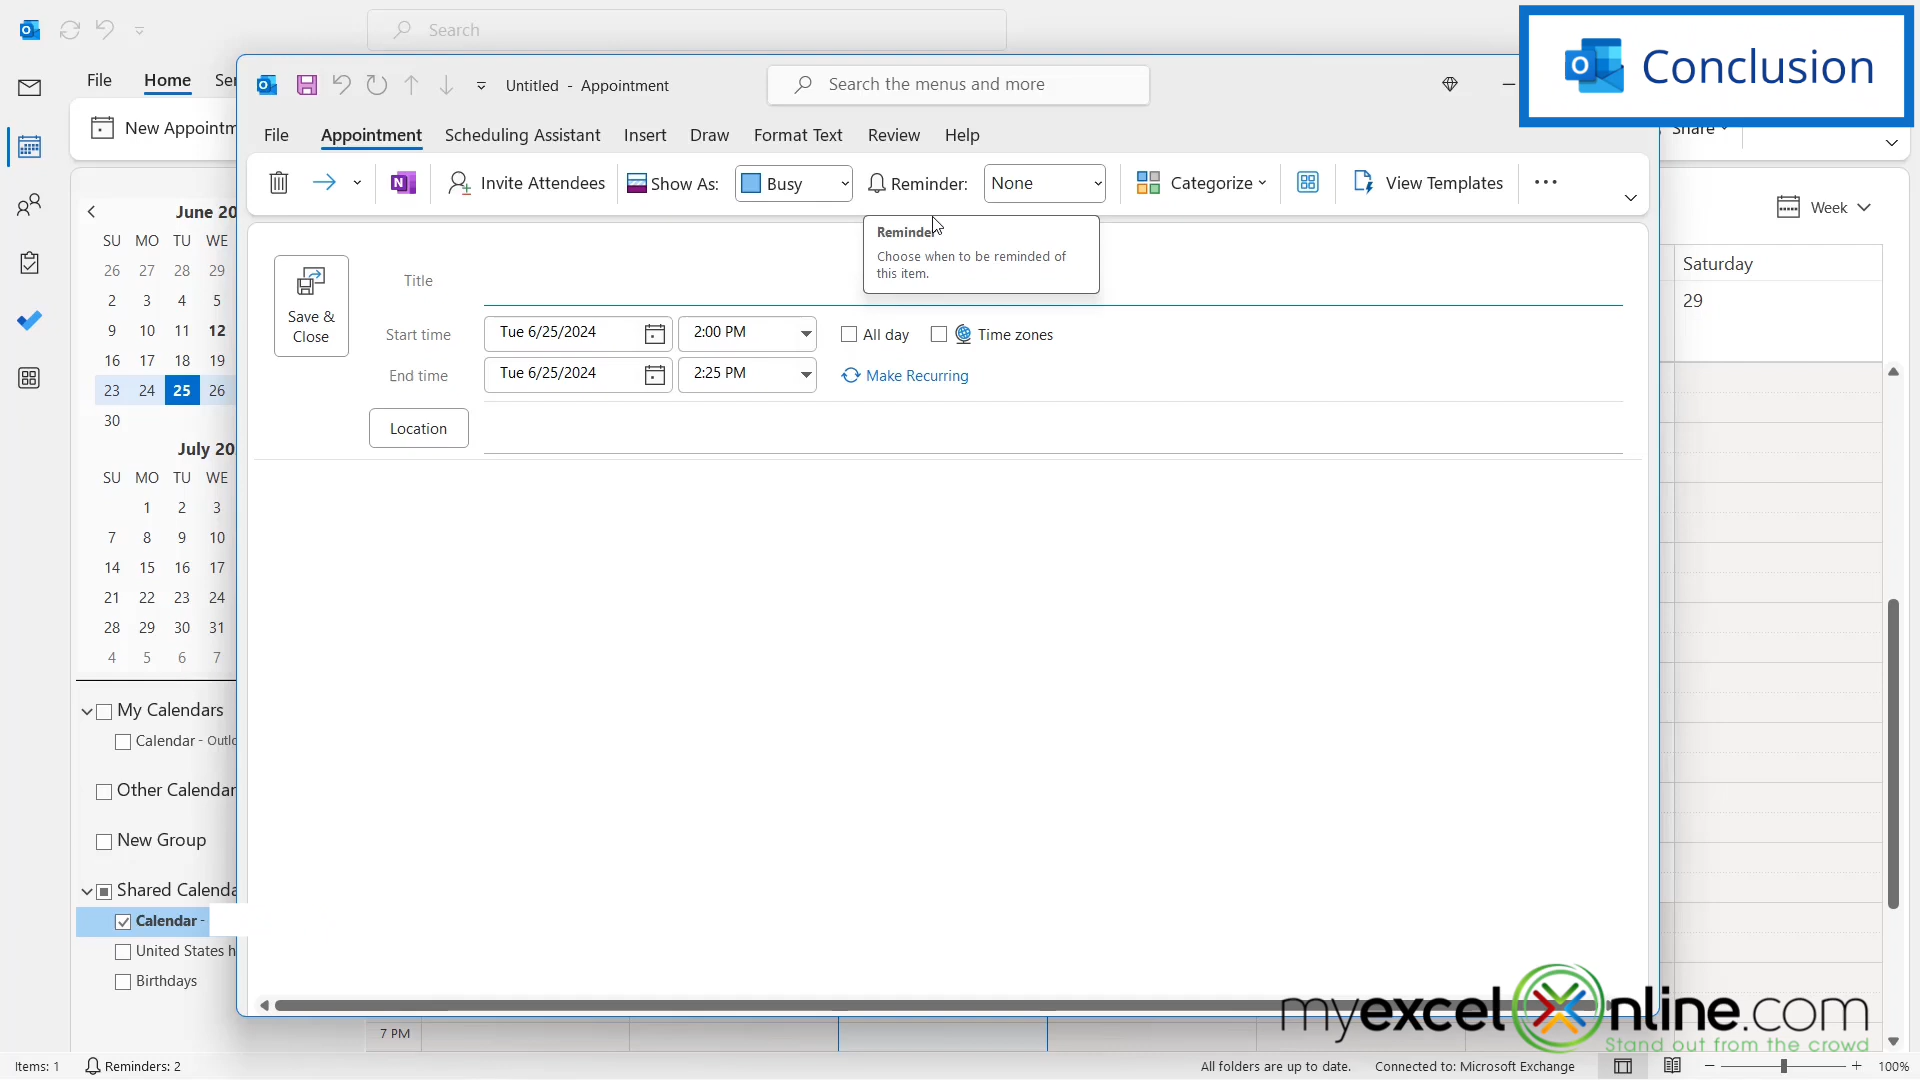 Search
Conclusion
Untitled - Appointment
Search the menus and more
File
Home
Se
File
Appointment
Scheduling Assistant
Insert
Draw
Format Text
Review
Help
New Appointm
Share
Invite Attendees
Show As:
Busy
Reminder:
None
Categorize
View Templates
Reminder
Choose when to be reminded of
this item.
June 20
SU MO TU WE
26 27 28 29
2 3 4 5
9 10 11 12
16 17 18 19
23 24 25 26
30
July 20
SU MO TU WE
1 2 3
7 8 9 10
14 15 16 17
21 22 23 24
28 29 30 31
4 5 6 7
Save &
Close
Title
Start time
Tue 6/25/2024
2:00 PM
All day
Time zones
End time
Tue 6/25/2024
2:25 PM
Make Recurring
Location
Week
Saturday
29
My Calendars
Calendar - Outlo
Other Calendar
New Group
Shared Calenda
Calendar -
United States h
Birthdays
7 PM
myexcelonline.com
Stand out from the crowd
Items: 1
Reminders: 2
All folders are up to date.
Connected to: Microsoft Exchange
100%